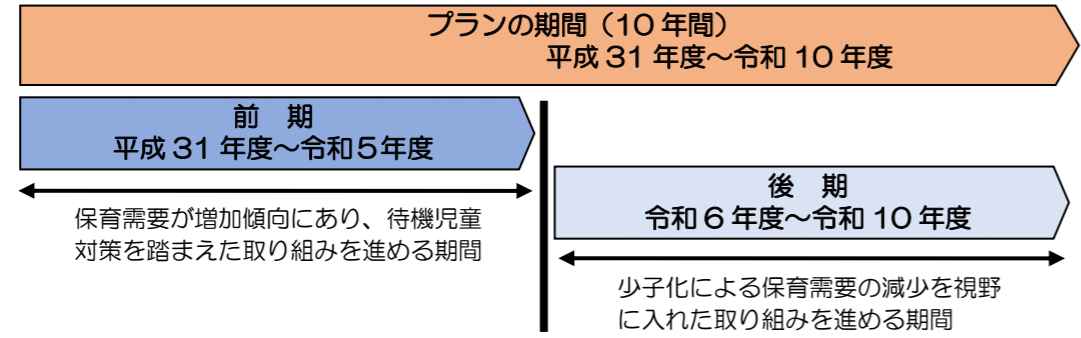 プランの期間（10年間）
平成31年度～令和10年度
前　期
平成31年度～令和5年度
保育需要が増加傾向にあり、待機児童
対策を踏まえた取り組みを進める期間
後　期
令和6年度～令和10年度
少子化による保育需要の減少を視野
に入れた取り組みを進める期間